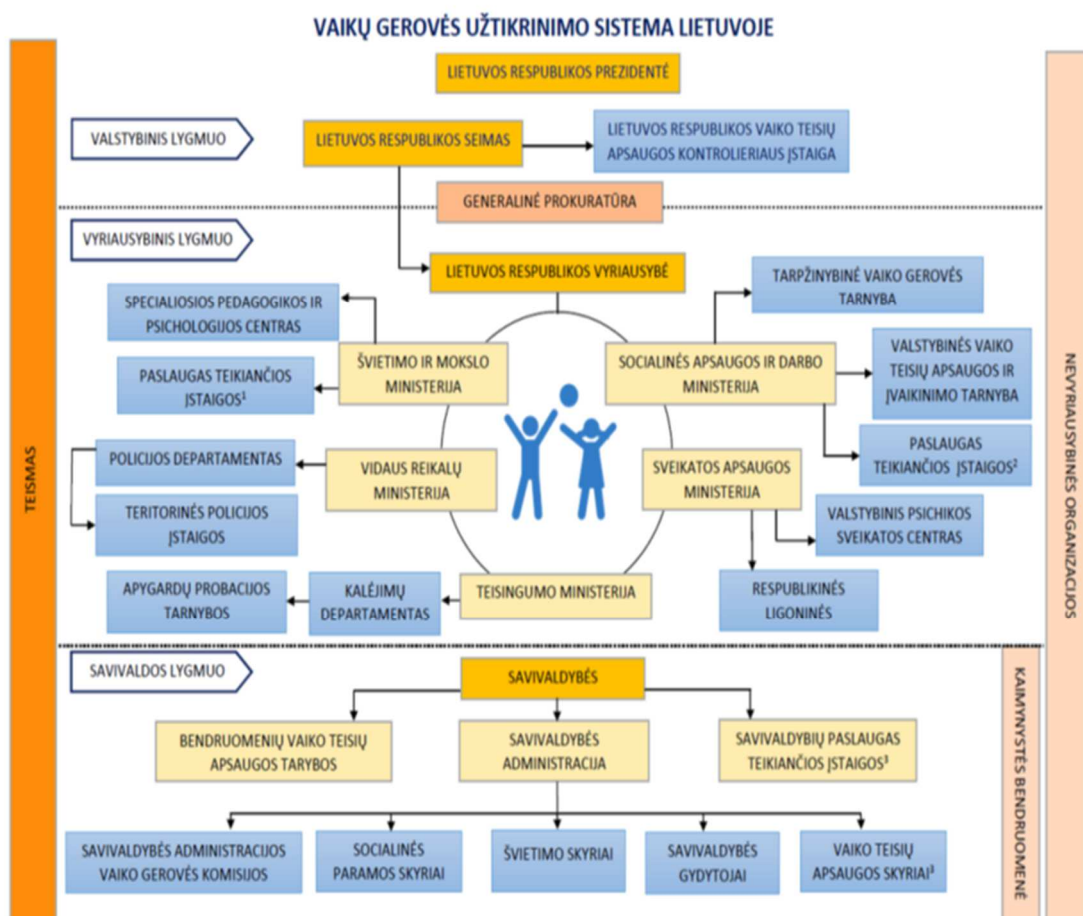 VAIKŲ GEROVĖS UŽTIKRINIMO SISTEMA LIETUVOJE
LIETUVOS RESPUBLIKOS PREZIDENTĖ
VALSTYBINIS LYGMUO
LIETUVOS RESPUBLIKOS SEIMAS
LIETUVOS RESPUBLIKOS VAIKO TEISIŲ
APSAUGOS KONTROLIERIAUS ĮSTAIGA
GENERALINĖ PROKURATŪRA
VYRIAUSYBINIS LYGMUO
LIETUVOS RESPUBLIKOS VYRIAUSYBĖ
TARPŽINYBINĖ VAIKO GEROVĖS
TARNYBA
SPECIALIOSIOS PEDAGOGIKOS IR
PSICHOLOGIJOS CENTRAS
ŠVIETIMO IR MOKSLO
MINISTERIJA
SOCIALINĖS APSAUGOS IR DARBO
MINISTERIJA
VALSTYBINĖS VAIKO
TEISIŲ APSAUGOS IR
ĮVAIKINIMO TARNYBA
PASLAUGAS TEIKIANČIOS
ĮSTAIGOS¹
PASLAUGAS
TEIKIANČIOS ĮSTAIGOS²
POLICIJOS DEPARTAMENTAS
VIDAUS REIKALŲ
MINISTERIJA
SVEIKATOS APSAUGOS
MINISTERIJA
TERITORINĖS POLICIJOS
ĮSTAIGOS
VALSTYBINIS PSICHIKOS
SVEIKATOS CENTRAS
APYGARDŲ PROBACIJOS
TARNYBOS
KALĖJIMŲ
DEPARTAMENTAS
TEISINGUMO MINISTERIJA
RESPUBLIKINĖS
LIGONINĖS
SAVIVALDOS LYGMUO
SAVIVALDYBĖS
BENDRUOMENIŲ VAIKO TEISIŲ
APSAUGOS TARYBOS
SAVIVALDYBĖS
ADMINISTRACIJA
SAVIVALDYBIŲ PASLAUGAS
TEIKIANČIOS ĮSTAIGOS³
SAVIVALDYBĖS ADMINISTRACIJOS
VAIKO GEROVĖS KOMISIJOS
SOCIALINĖS
PARAMOS SKYRIAI
ŠVIETIMO SKYRIAI
SAVIVALDYBĖS
GYDYTOJAI
VAIKO TEISIŲ
APSAUGOS SKYRIAI³
TEISMAS
KAIMYNYSTĖS BENDRUOMENĖ
NEVYRIAUSYBINĖS ORGANIZACIJOS